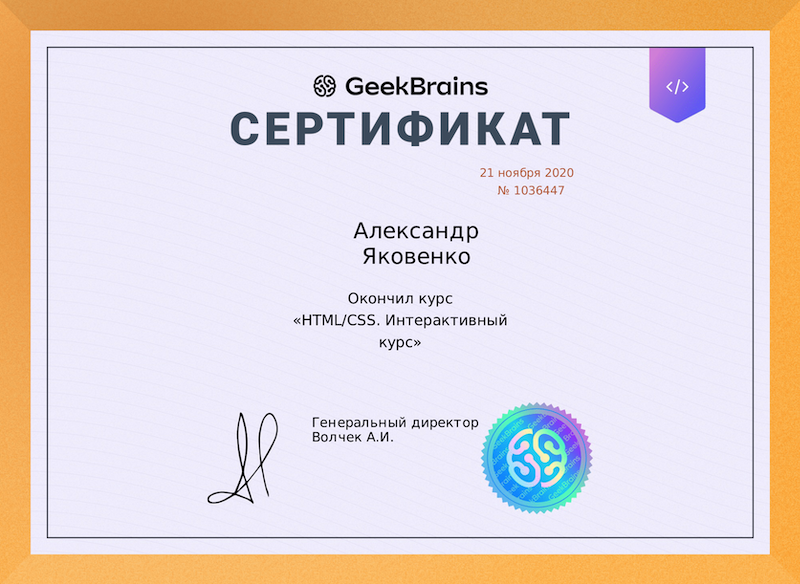 GeekBrains
СЕРТИФИКАТ
21 ноября 2020
№ 1036447
Александр
Яковенко
Окончил курс
«HTML/CSS. Интерактивный
курс»
Генеральный директор
Волчек А.И.